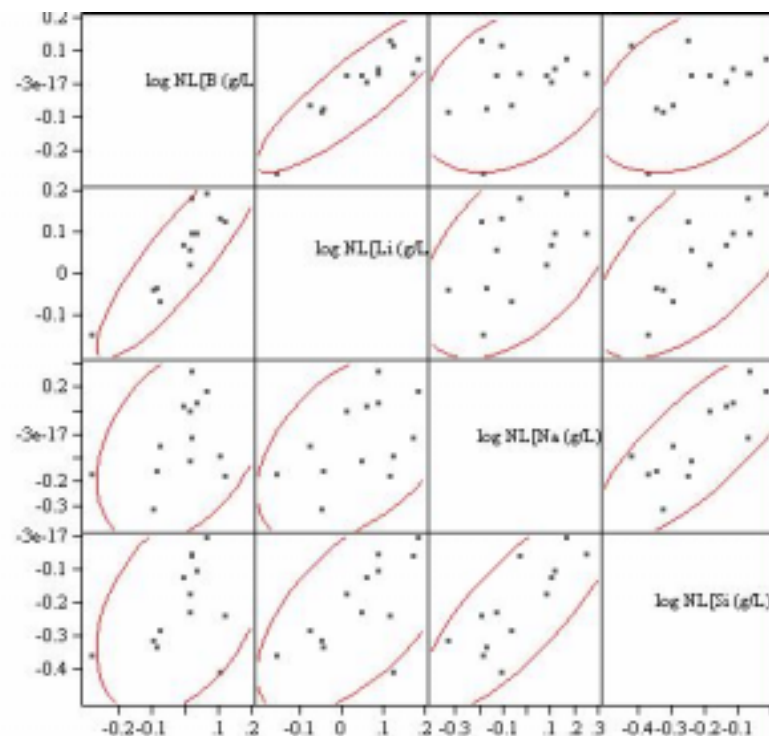 0.2
0.1
-3e-17
-0.1
-0.2
log NL[B (g/L
0.2
0.1
0
-0.1
log NL[Li (g/L
0.2
-3e-17
-0.2
-0.3
log NL[Na (g/L)
-3e-17
-0.1
-0.2
-0.3
-0.4
log NL[Si (g/L)
-0.2 -0.1 .1 .2 -0.1 0 .1 .2 -0.3 -0.1 .1 .2 .3 -0.4 -0.3 -0.2 -0.1